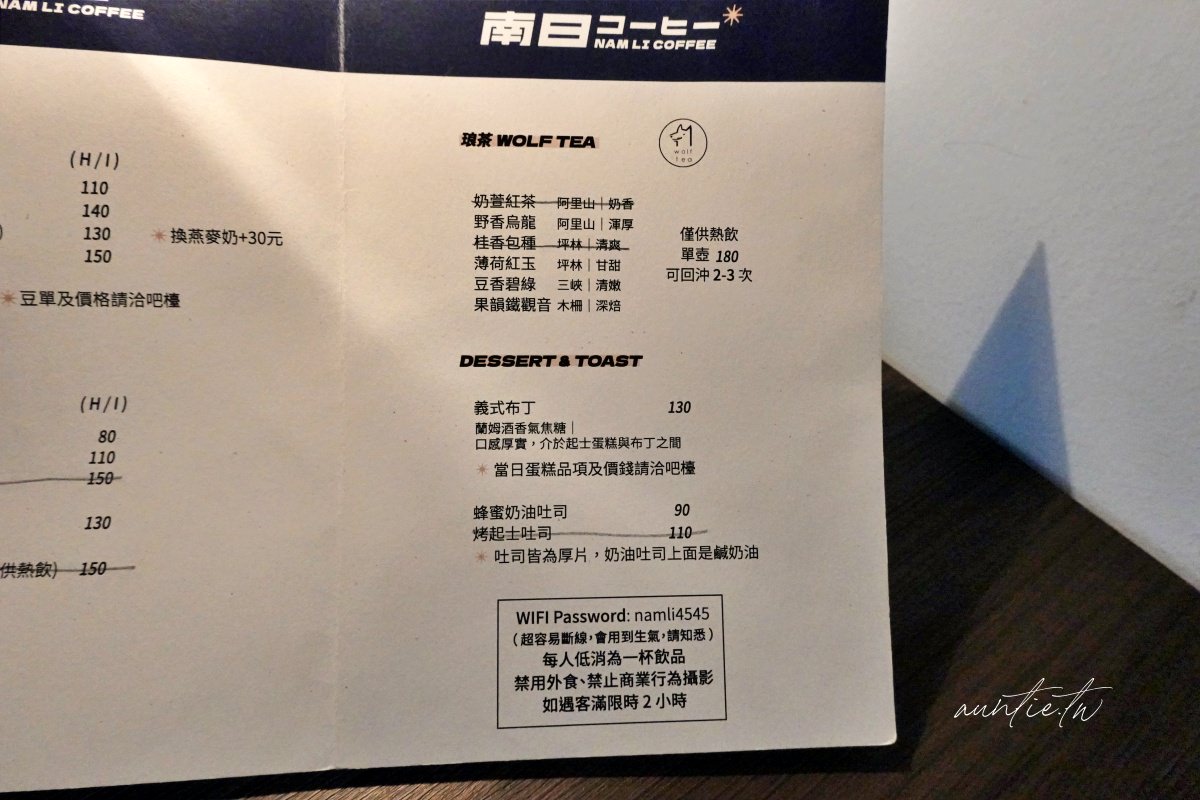 NAM LI COFFEE
(H/I)
110
140
130
✴換燕麥奶+30元
150
✴豆單及價格請洽吧檯
(H/I)
80
110
150
130
供熱飲) 150
南日コーヒー
NAM LI COFFEE
琅茶 WOLF TEA
wolf
tea
奶萱紅茶 阿里山｜奶香
野香烏龍 阿里山｜渾厚
桂香包種 坪林｜清爽
薄荷紅玉 坪林｜甘甜
豆香碧綠 三峽｜清嫩
果韻鐵觀音 木柵｜深焙
僅供熱飲
單壺 180
可回沖 2-3 次
DESSERT & TOAST
義式布丁 130
蘭姆酒香氣焦糖｜
口感厚實，介於起士蛋糕與布丁之間
✴當日蛋糕品項及價錢請洽吧檯
蜂蜜奶油吐司 90
烤起士吐司 110
✴吐司皆為厚片，奶油吐司上面是鹹奶油
WIFI Password: namli4545
（超容易斷線，會用到生氣，請知悉）
每人低消為一杯飲品
禁用外食、禁止商業行為攝影
如遇客滿限時 2 小時
auntie.tw